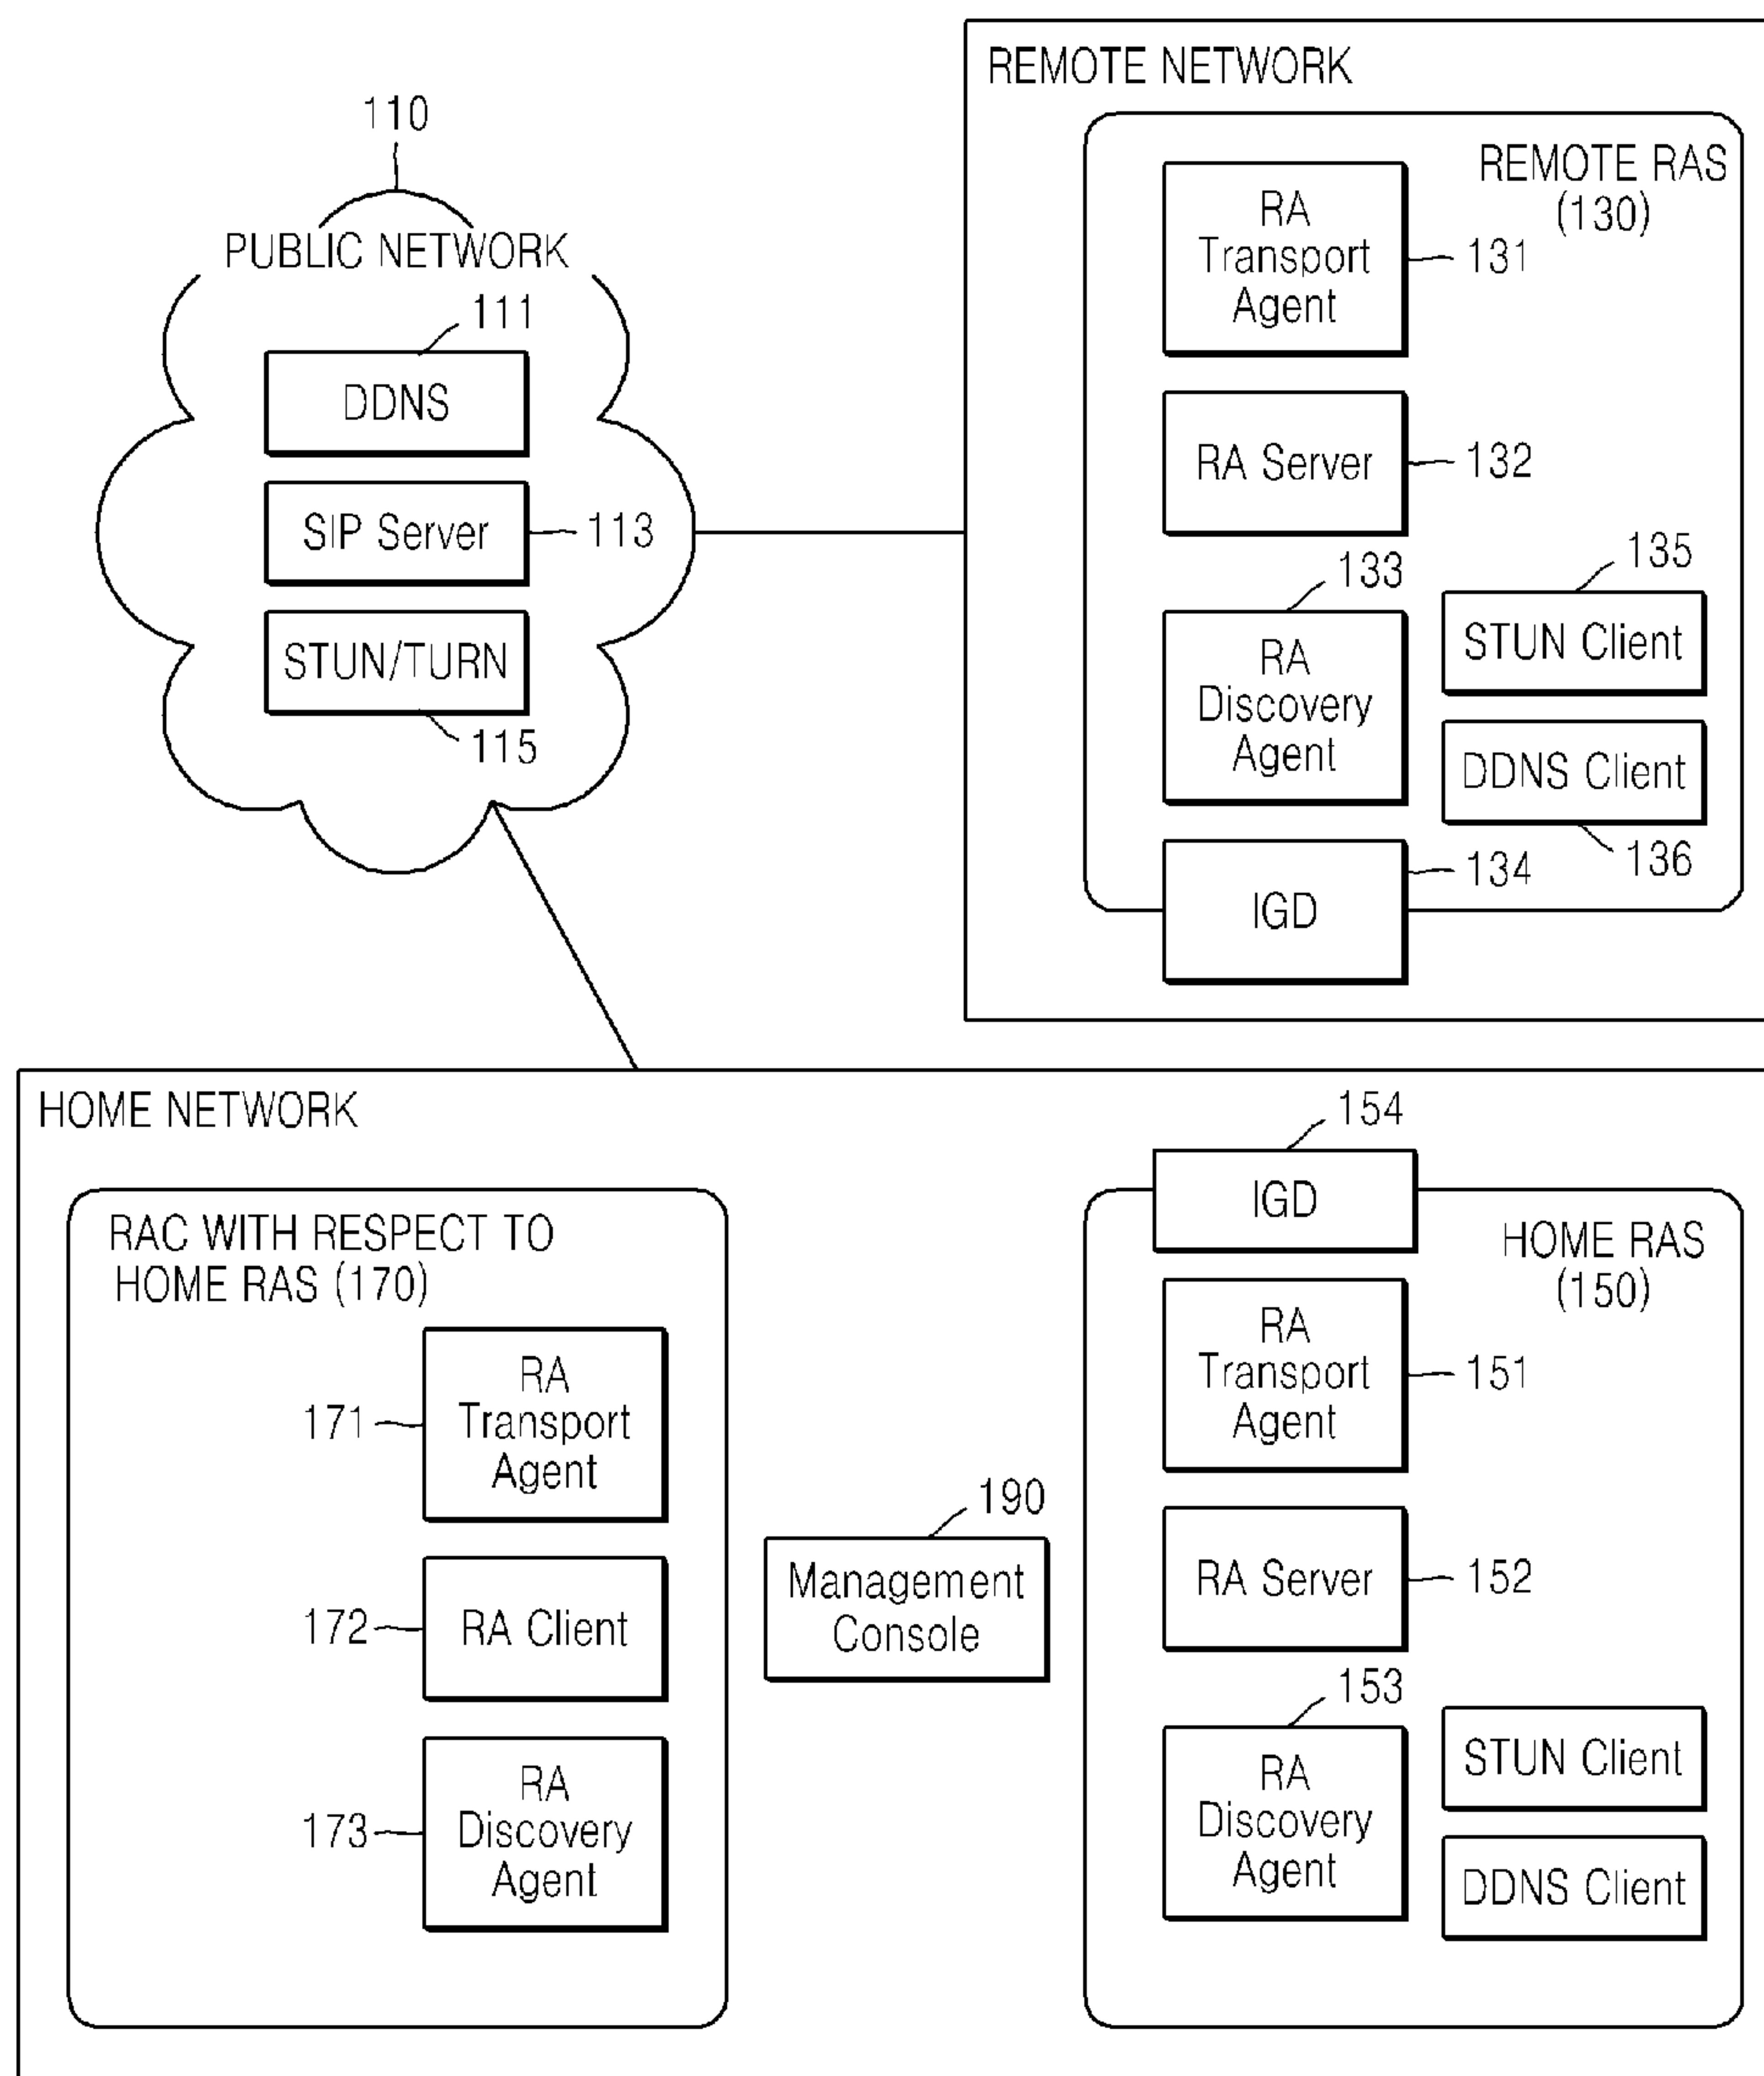 110
PUBLIC NETWORK
111
DDNS
SIP Server
113
STUN/TURN
115
REMOTE NETWORK
REMOTE RAS
(130)
RA
Transport
Agent
131
RA Server
132
133
RA
Discovery
Agent
135
STUN Client
DDNS Client
136
134
IGD
HOME NETWORK
RAC WITH RESPECT TO
HOME RAS (170)
171
RA
Transport
Agent
172
RA Client
173
RA
Discovery
Agent
190
Management
Console
154
IGD
HOME RAS
(150)
RA
Transport
Agent
151
RA Server
152
153
RA
Discovery
Agent
STUN Client
DDNS Client